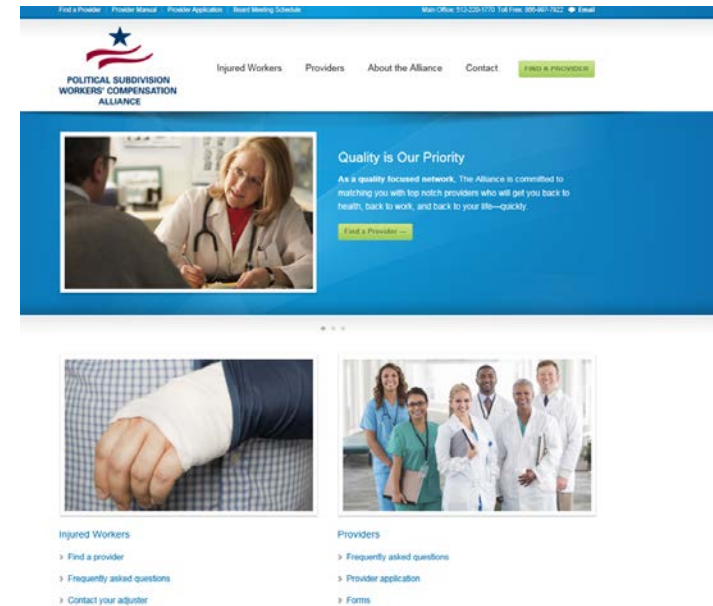 Find a Provider | Provider Manual | Provider Application | Board Meeting Schedule
Main Office: 512-220-1770 Toll Free: 866-997-7922 Email
POLITICAL SUBDIVISION
WORKERS' COMPENSATION
ALLIANCE
Injured Workers Providers About the Alliance Contact FIND A PROVIDER
Quality is Our Priority
As a quality focused network, The Alliance is committed to
matching you with top notch providers who will get you back to
health, back to work, and back to your life—quickly.
Find a Provider
Injured Workers
> Find a provider
> Frequently asked questions
> Contact your adjuster
Providers
> Frequently asked questions
> Provider application
> Forms